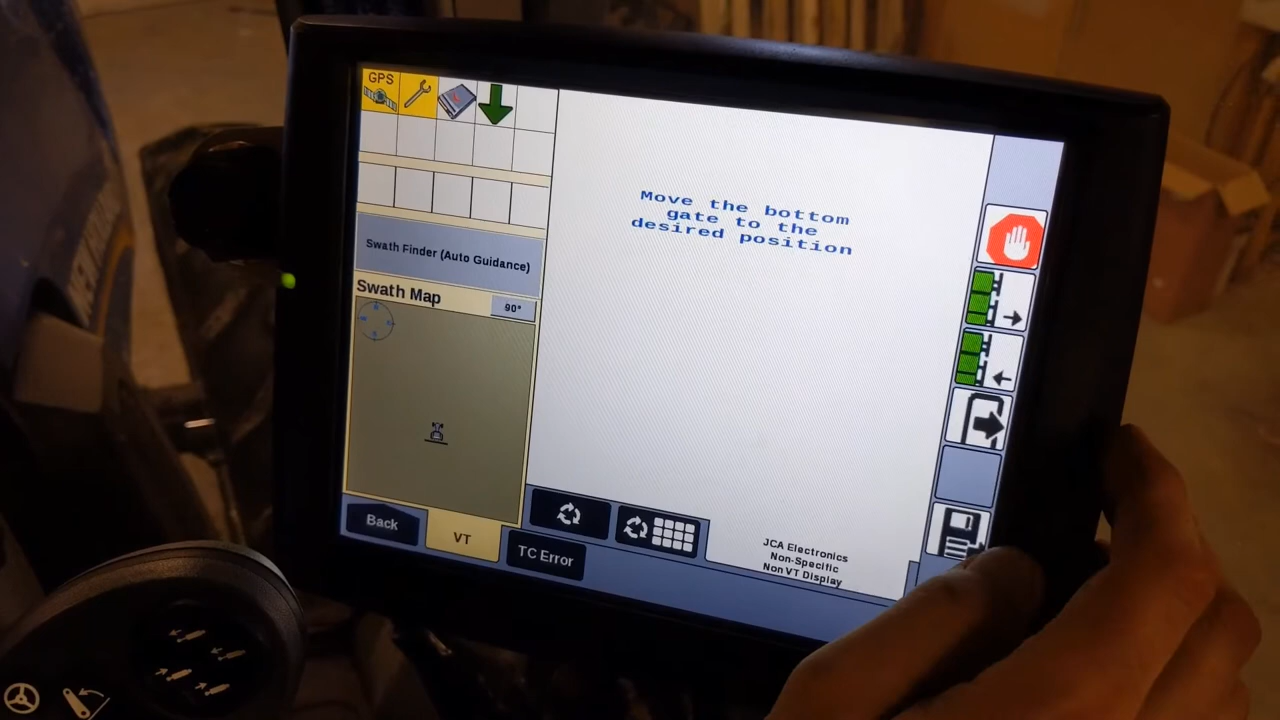 GPS
Move the bottom
gate to the
desired position
Swath Finder (Auto Guidance)
Swath Map
90°
Back
VT
TC Error
JCA Electronics
Non-Specific
Non VT Display